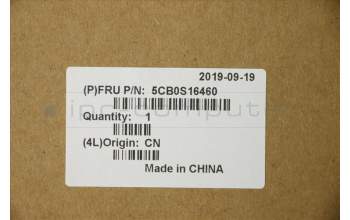 2019-09-19
(P)FRU P/N: 5CB0S16460
Quantity: 1
(4L)Origin: CN
Made in CHINA